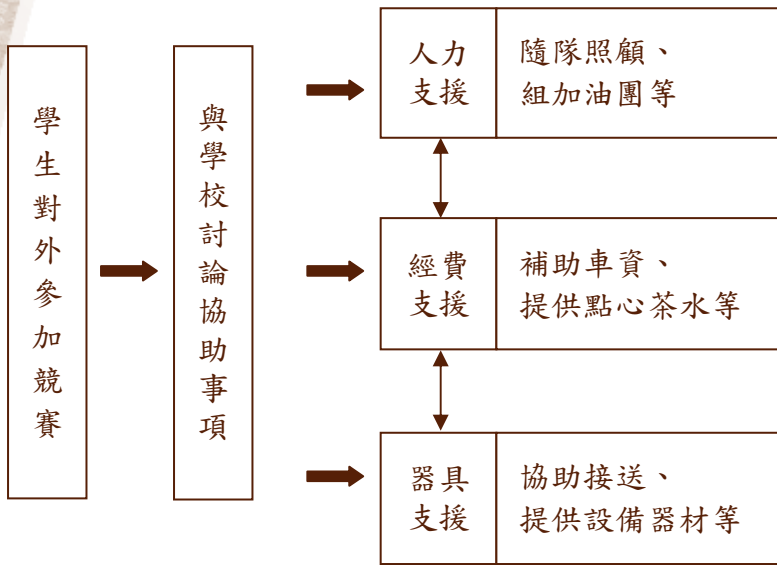 學生對外參加競賽
與學校討論協助事項
人力
支援
隨隊照顧、
組加油團等
經費
支援
補助車資、
提供點心茶水等
器具
支援
協助接送、
提供設備器材等